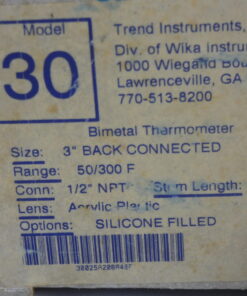 Model
30
Trend Instruments,
Div. of Wika Instru
1000 Wiegand Bou
Lawrenceville, GA
770-513-8200
Bimetal Thermometer
Size: 3" BACK CONNECTED
Range: 50/300 F
Conn: 1/2" NPT Stem Length:
Lens: Acrylic Plastic
Options: SILICONE FILLED